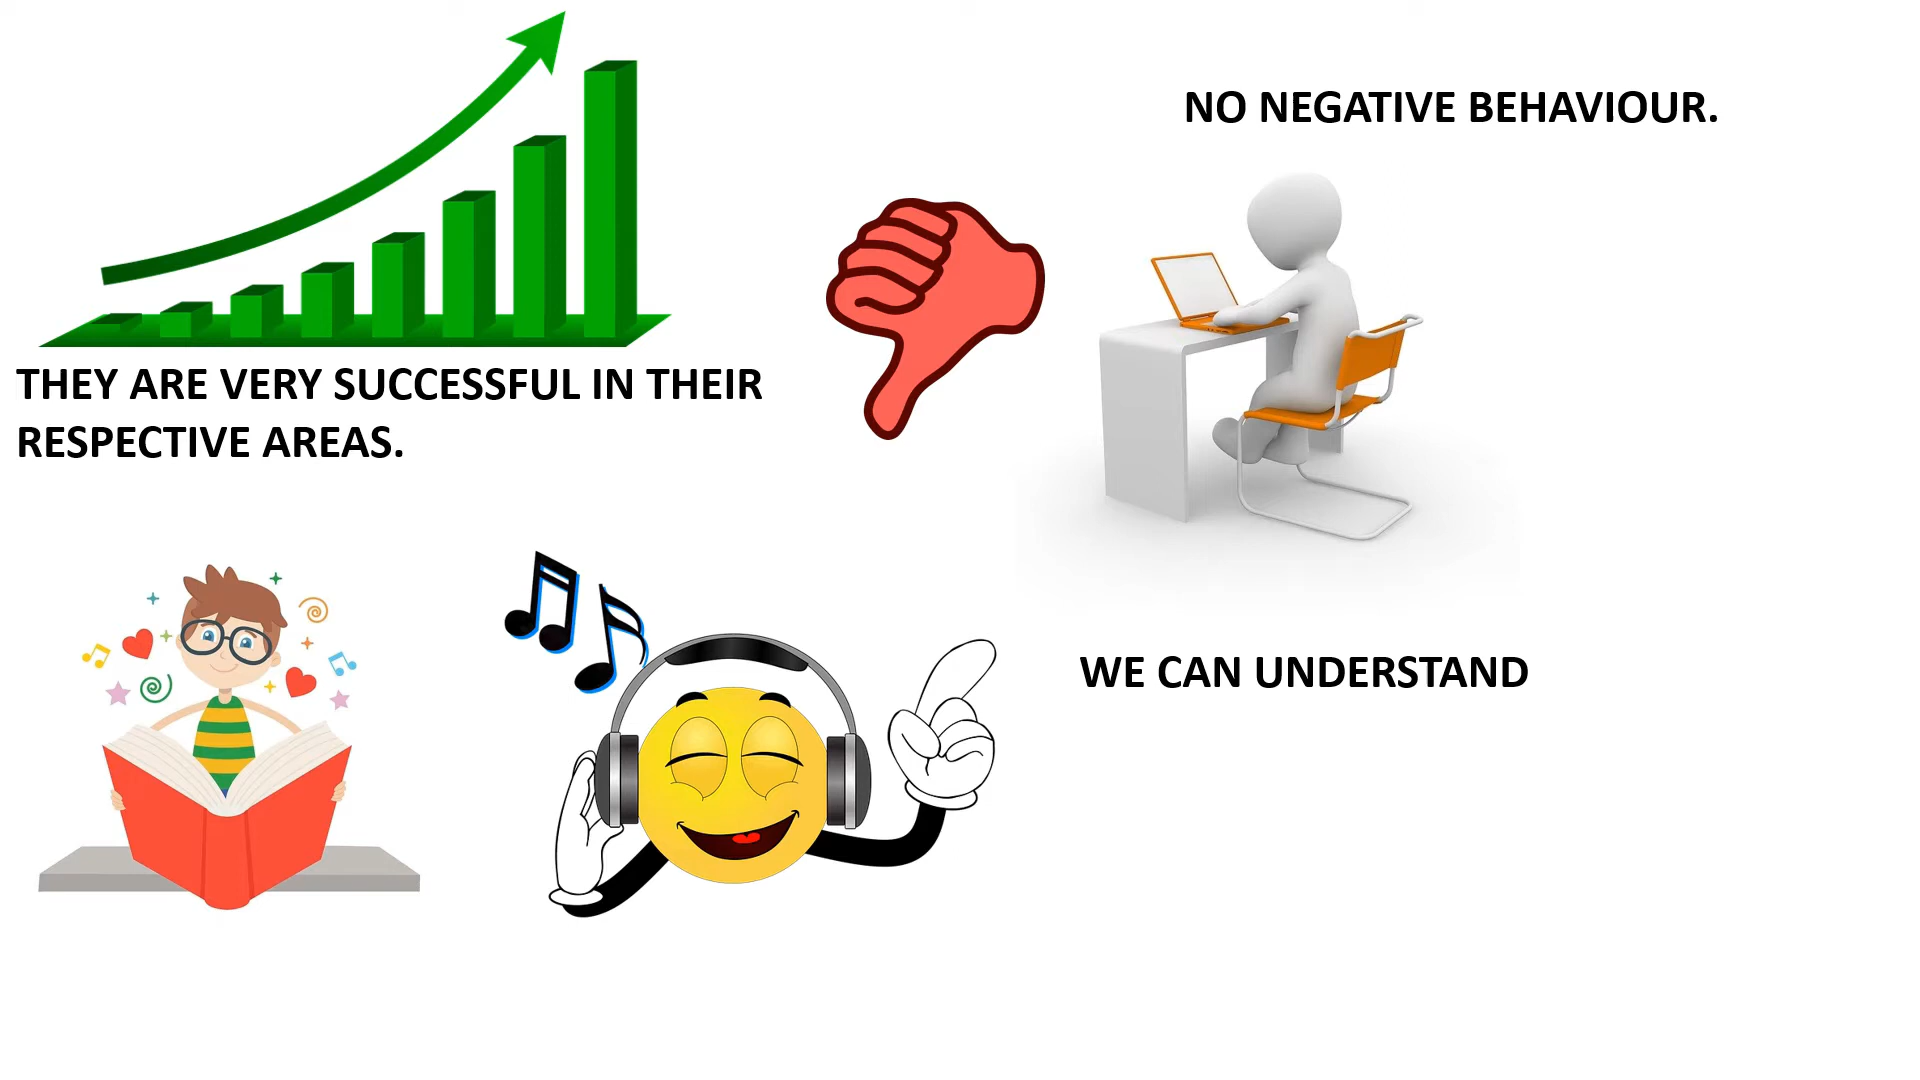 NO NEGATIVE BEHAVIOUR.
THEY ARE VERY SUCCESSFUL IN THEIR
RESPECTIVE AREAS.
WE CAN UNDERSTAND